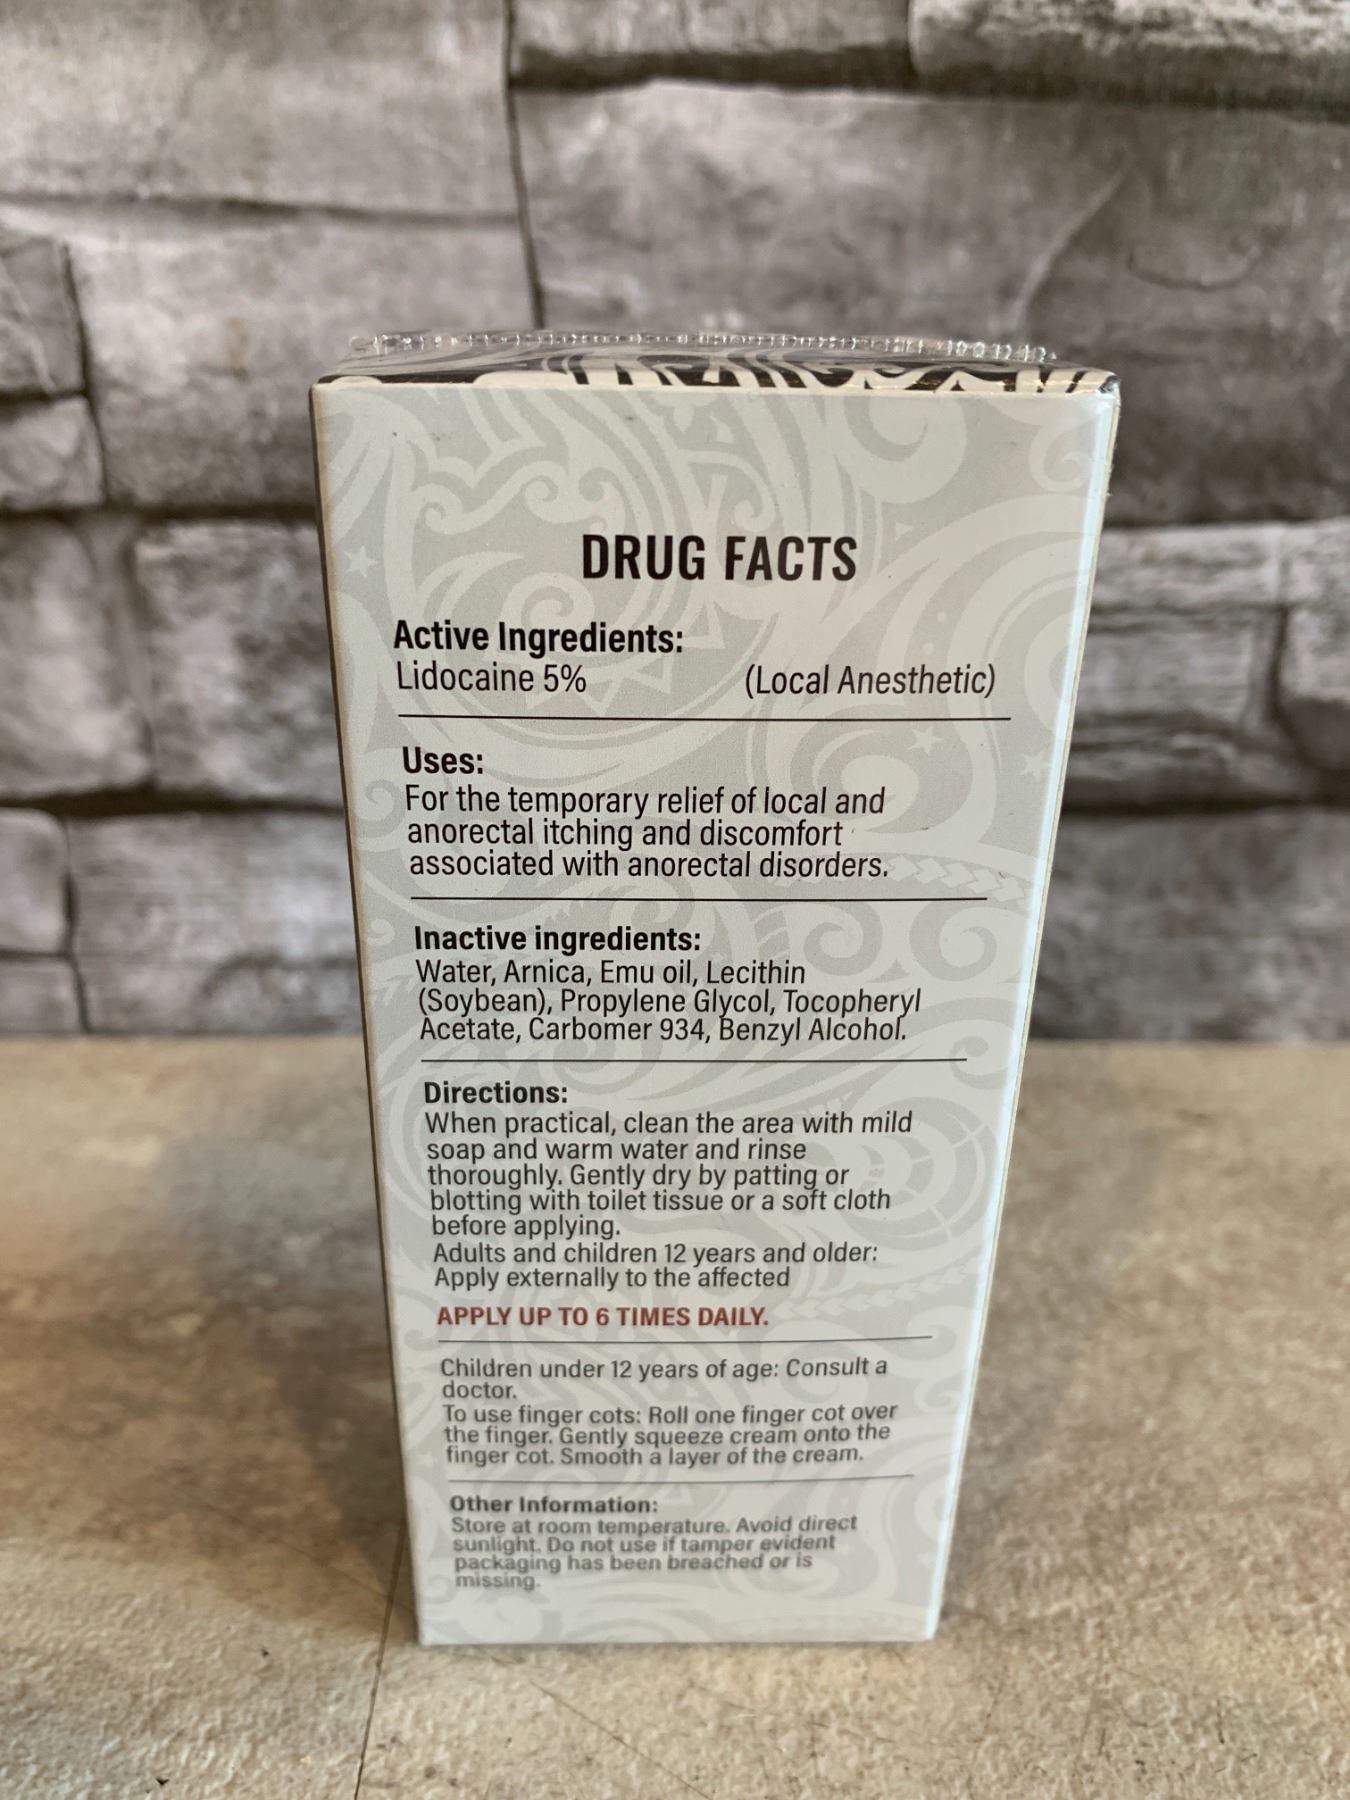 DRUG FACTS
Active Ingredients:
Lidocaine 5% (Local Anesthetic)
Uses:
For the temporary relief of local and
anorectal itching and discomfort
associated with anorectal disorders.
Inactive ingredients:
Water, Arnica, Emu oil, Lecithin
(Soybean), Propylene Glycol, Tocopheryl
Acetate, Carbomer 934, Benzyl Alcohol.
Directions:
When practical, clean the area with mild
soap and warm water and rinse
thoroughly. Gently dry by patting or
blotting with toilet tissue or a soft cloth
before applying.
Adults and children 12 years and older:
Apply externally to the affected
APPLY UP TO 6 TIMES DAILY.
Children under 12 years of age: Consult a
doctor.
To use finger cots: Roll one finger cot over
the finger. Gently squeeze cream onto the
finger cot. Smooth a layer of the cream.
Other Information:
Store at room temperature. Avoid direct
sunlight. Do not use if tamper evident
packaging has been breached or is
missing.